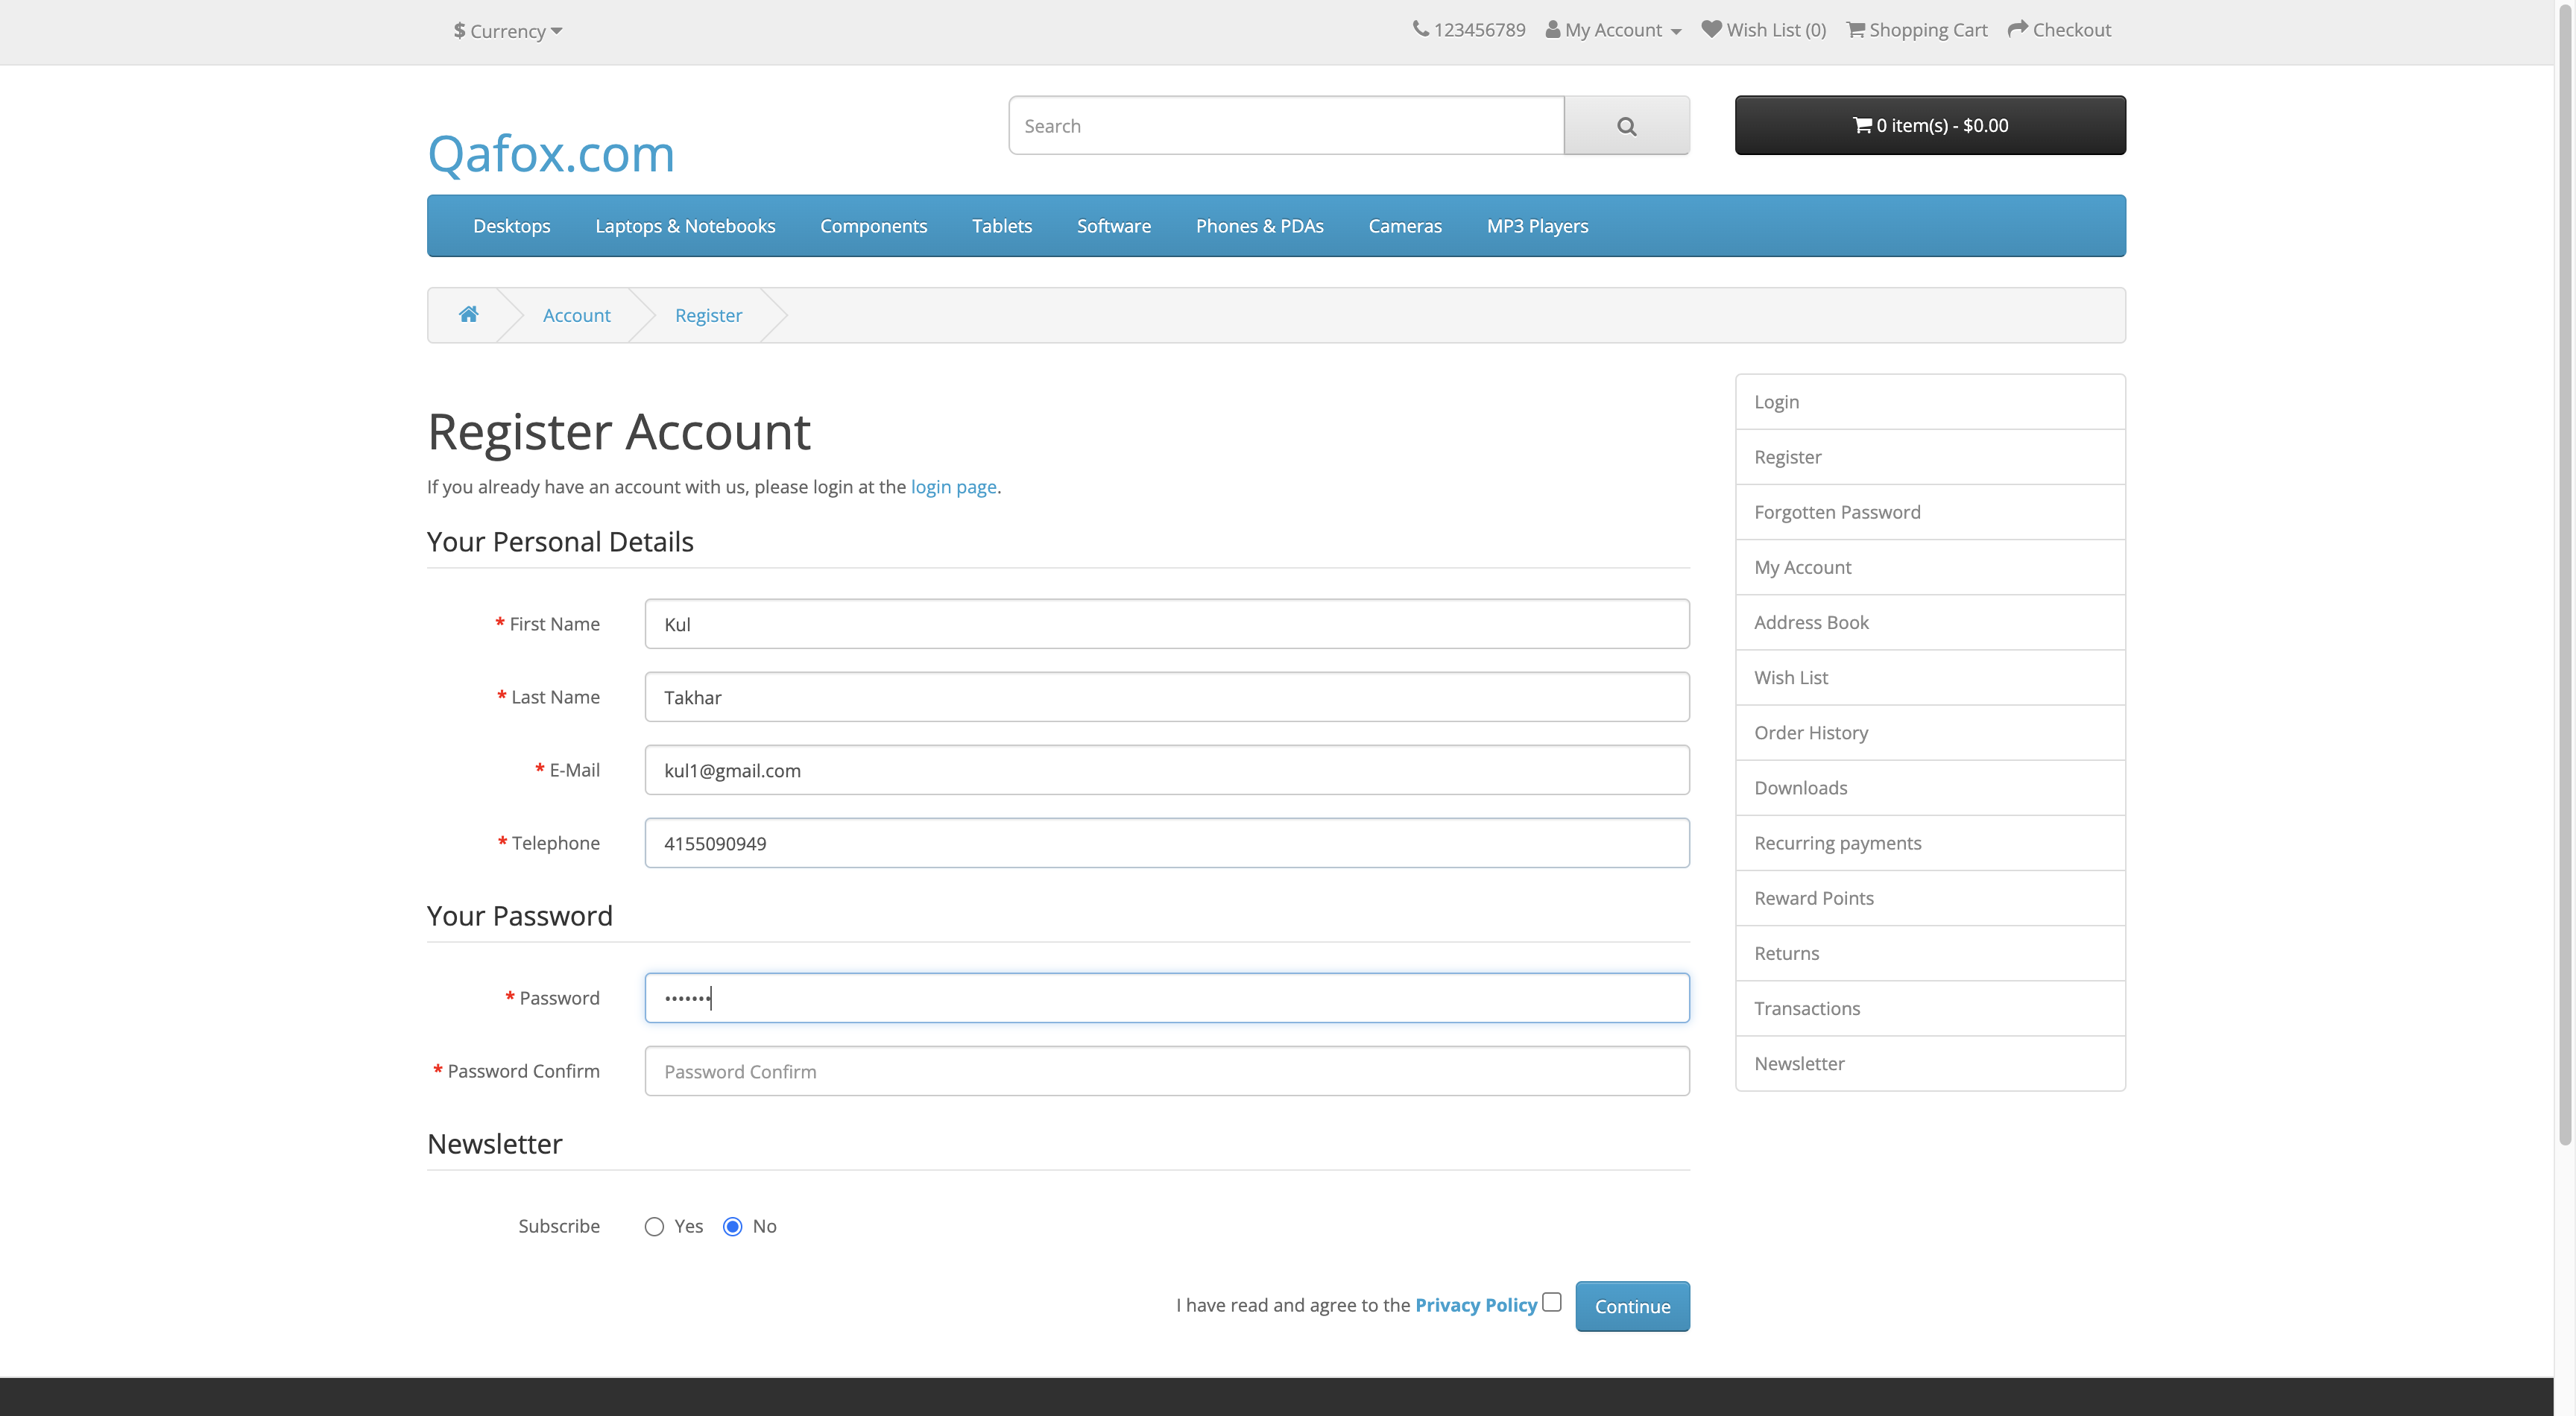 $ Currency
123456789 My Account Wish List (0) Shopping Cart Checkout
Qafox.com
Search
0 item(s) - $0.00
Desktops Laptops & Notebooks Components Tablets Software Phones & PDAs Cameras MP3 Players
Account Register
Register Account
If you already have an account with us, please login at the login page.
Your Personal Details
* First Name Kul
* Last Name Takhar
* E-Mail kul1@gmail.com
* Telephone 4155090949
Your Password
* Password •••••••
* Password Confirm Password Confirm
Newsletter
Subscribe Yes No
I have read and agree to the Privacy Policy Continue
Login
Register
Forgotten Password
My Account
Address Book
Wish List
Order History
Downloads
Recurring payments
Reward Points
Returns
Transactions
Newsletter